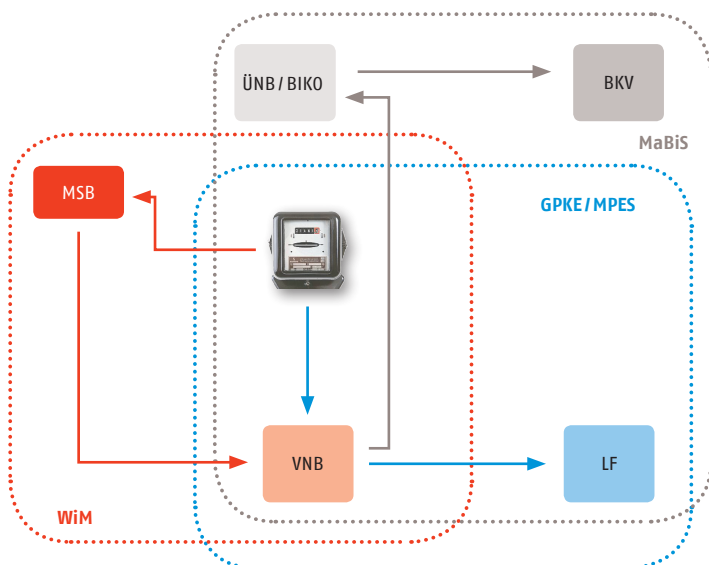 ÜNB / BIKO
BKV
MaBiS
MSB
GPKE / MPES
VNB
LF
WiM